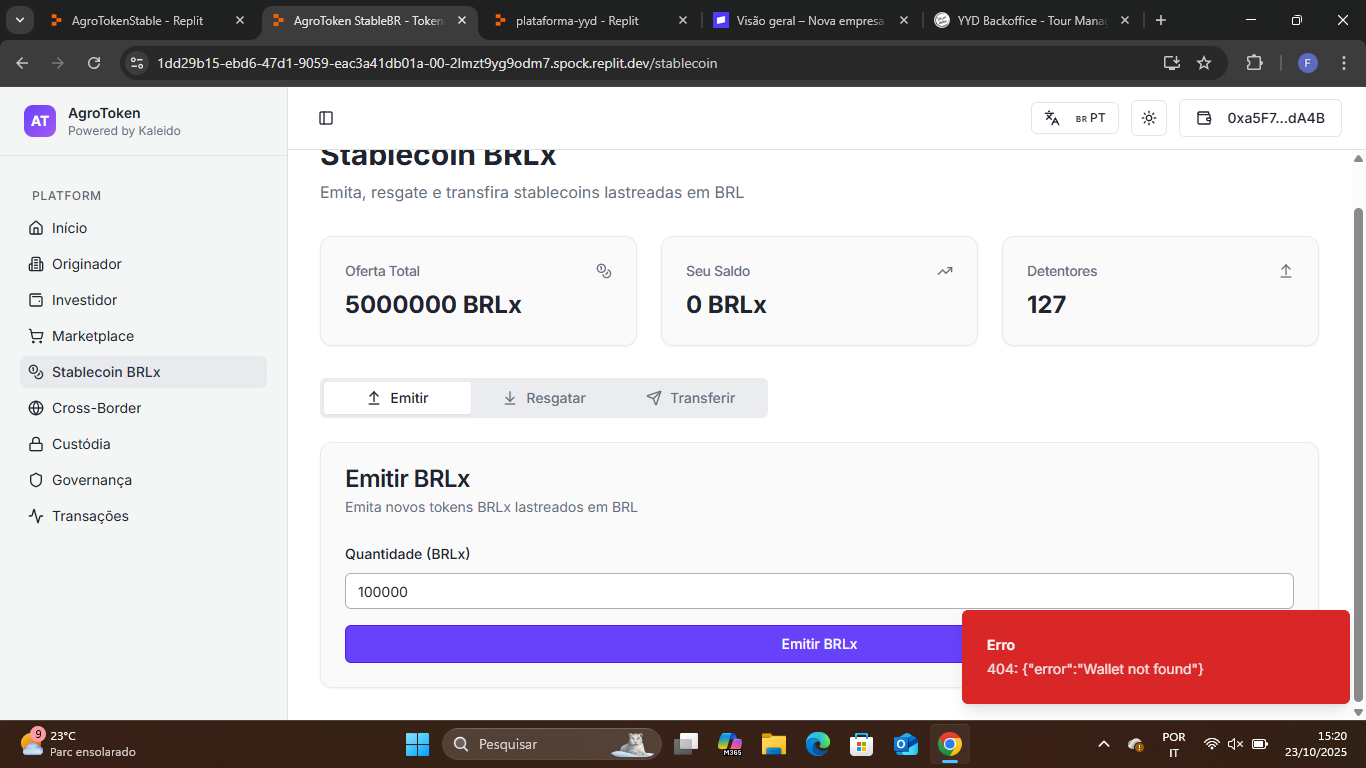 AgroTokenStable - Replit
AgroToken StableBR - Token
plataforma-yyd - Replit
Visão geral – Nova empresa
YYD Backoffice - Tour Manag
1dd29b15-ebd6-47d1-9059-eac3a41db01a-00-2lmzt9yg9odm7.spock.replit.dev/stablecoin
F
AT
AgroToken
Powered by Kaleido
BR PT
0xa5F7...dA4B
PLATFORM
Início
Originador
Investidor
Marketplace
Stablecoin BRLx
Cross-Border
Custódia
Governança
Transações
Stablecoin BRLx
Emita, resgate e transfira stablecoins lastreadas em BRL
Oferta Total
5000000 BRLx
Seu Saldo
0 BRLx
Detentores
127
Emitir
Resgatar
Transferir
Emitir BRLx
Emita novos tokens BRLx lastreados em BRL
Quantidade (BRLx)
100000
Emitir BRLx
Erro
404: {"error":"Wallet not found"}
9
23°C
Parc ensolarado
Pesquisar
M365
POR
IT
15:20
23/10/2025